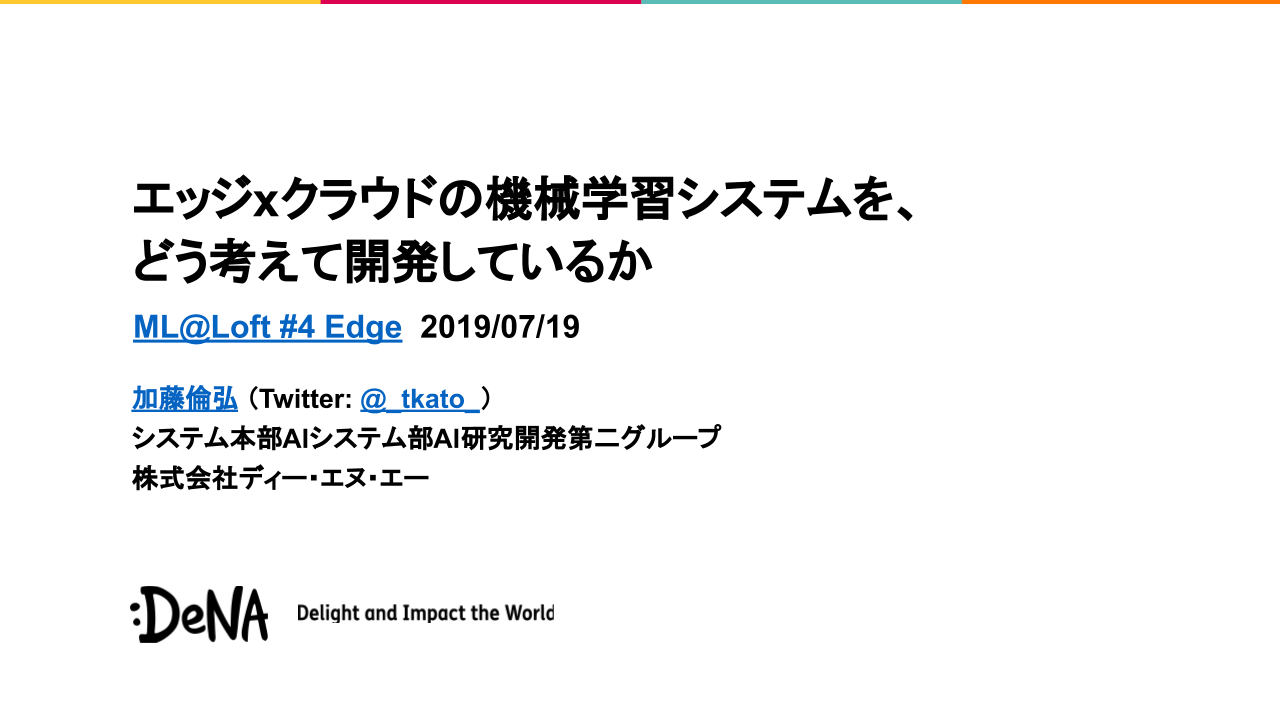 エッジxクラウドの機械学習システムを、
どう考えて開発しているか
ML@Loft #4 Edge 2019/07/19
加藤倫弘（Twitter: @_tkato_）
システム本部AIシステム部AI研究開発第二グループ
株式会社ディー・エヌ・エー
:DeNA Delight and Impact the World